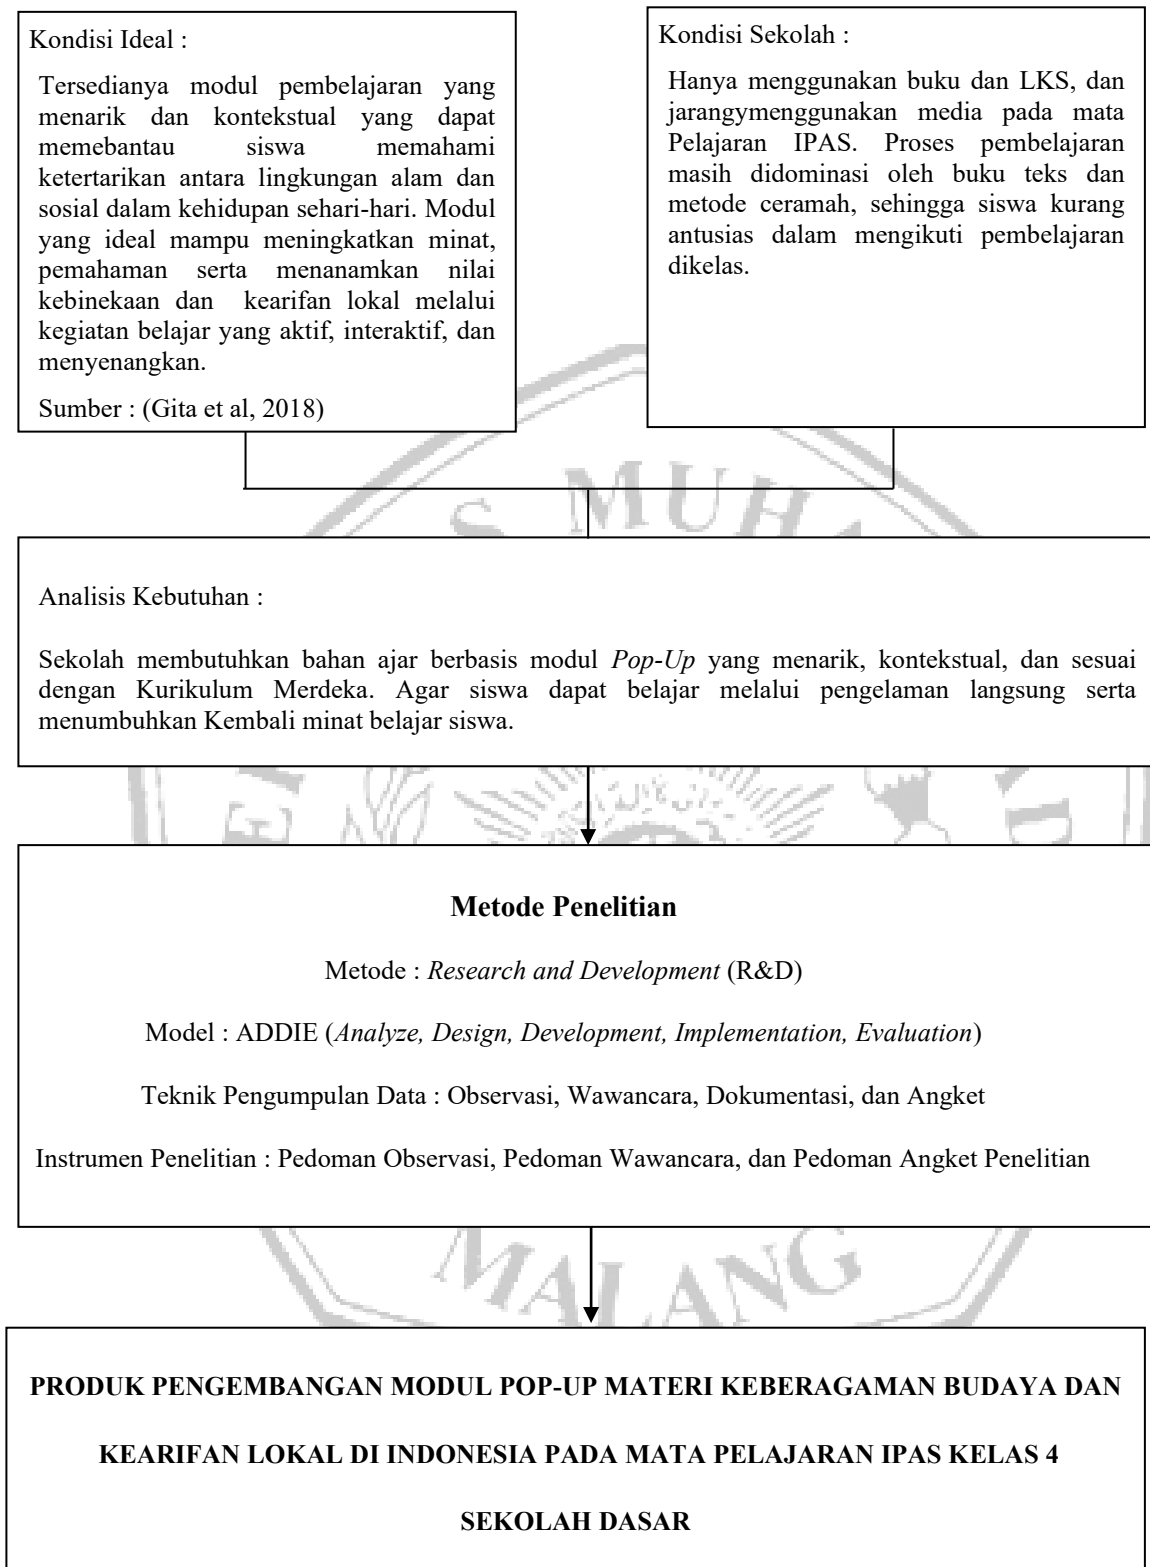 Kondisi Ideal :
Tersedianya modul pembelajaran yang
menarik dan kontekstual yang dapat
memebantau siswa memahami
ketertarikan antara lingkungan alam dan
sosial dalam kehidupan sehari-hari. Modul
yang ideal mampu meningkatkan minat,
pemahaman serta menanamkan nilai
kebinekaan dan kearifan lokal melalui
kegiatan belajar yang aktif, interaktif, dan
menyenangkan.
Sumber : (Gita et al, 2018)
Kondisi Sekolah :
Hanya menggunakan buku dan LKS, dan
jarangymenggunakan media pada mata
Pelajaran IPAS. Proses pembelajaran
masih didominasi oleh buku teks dan
metode ceramah, sehingga siswa kurang
antusias dalam mengikuti pembelajaran
dikelas.
S MUHA
Analisis Kebutuhan :
Sekolah membutuhkan bahan ajar berbasis modul Pop-Up yang menarik, kontekstual, dan sesuai
dengan Kurikulum Merdeka. Agar siswa dapat belajar melalui pengelaman langsung serta
menumbuhkan Kembali minat belajar siswa.
Metode Penelitian
Metode : Research and Development (R&D)
Model : ADDIE (Analyze, Design, Development, Implementation, Evaluation)
Teknik Pengumpulan Data : Observasi, Wawancara, Dokumentasi, dan Angket
Instrumen Penelitian : Pedoman Observasi, Pedoman Wawancara, dan Pedoman Angket Penelitian
MALANG
PRODUK PENGEMBANGAN MODUL POP-UP MATERI KEBERAGAMAN BUDAYA DAN
KEARIFAN LOKAL DI INDONESIA PADA MATA PELAJARAN IPAS KELAS 4
SEKOLAH DASAR